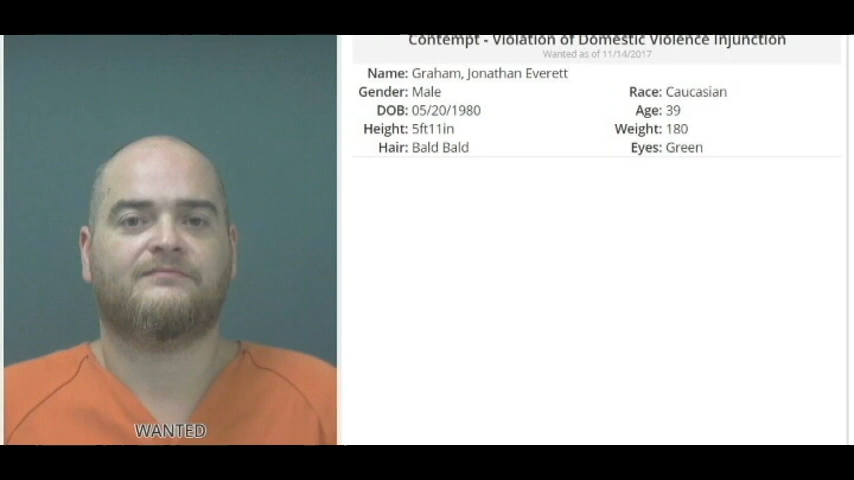 Contempt - Violation of Domestic Violence Injunction
Wanted as of 11/14/2017
Name: Graham, Jonathan Everett
Gender: Male Race: Caucasian
DOB: 05/20/1980 Age: 39
Height: 5ft11in Weight: 180
Hair: Bald Bald Eyes: Green
WANTED